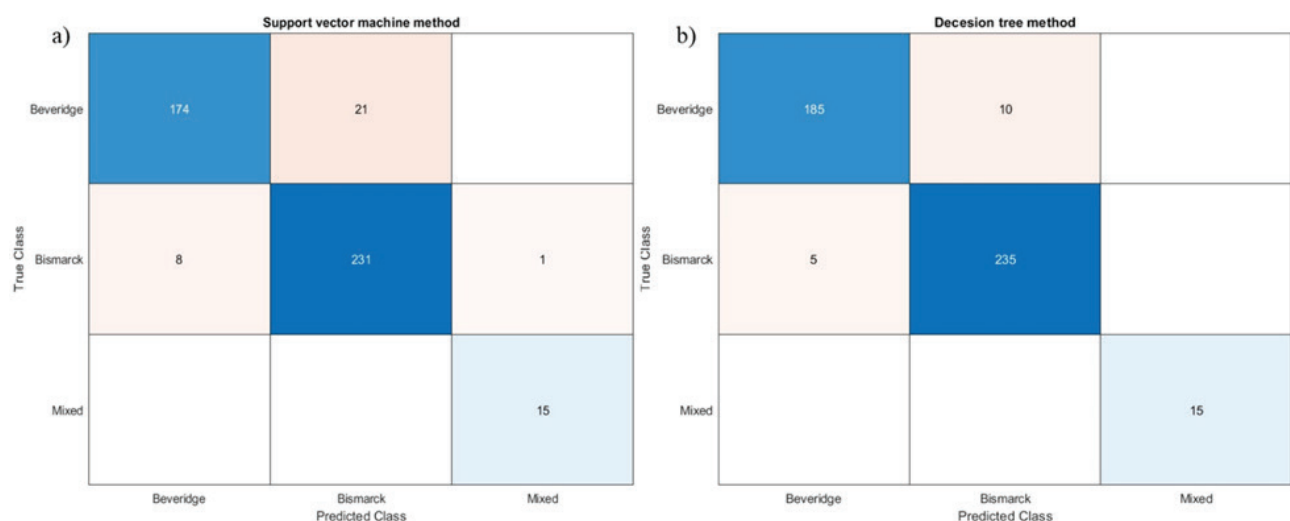 a)
Support vector machine method
True Class
Beveridge
174
21
Bismarck
8
231
1
Mixed
15
Beveridge
Bismarck
Mixed
Predicted Class
b)
Decesion tree method
True Class
Beveridge
185
10
Bismarck
5
235
Mixed
15
Beveridge
Bismarck
Mixed
Predicted Class